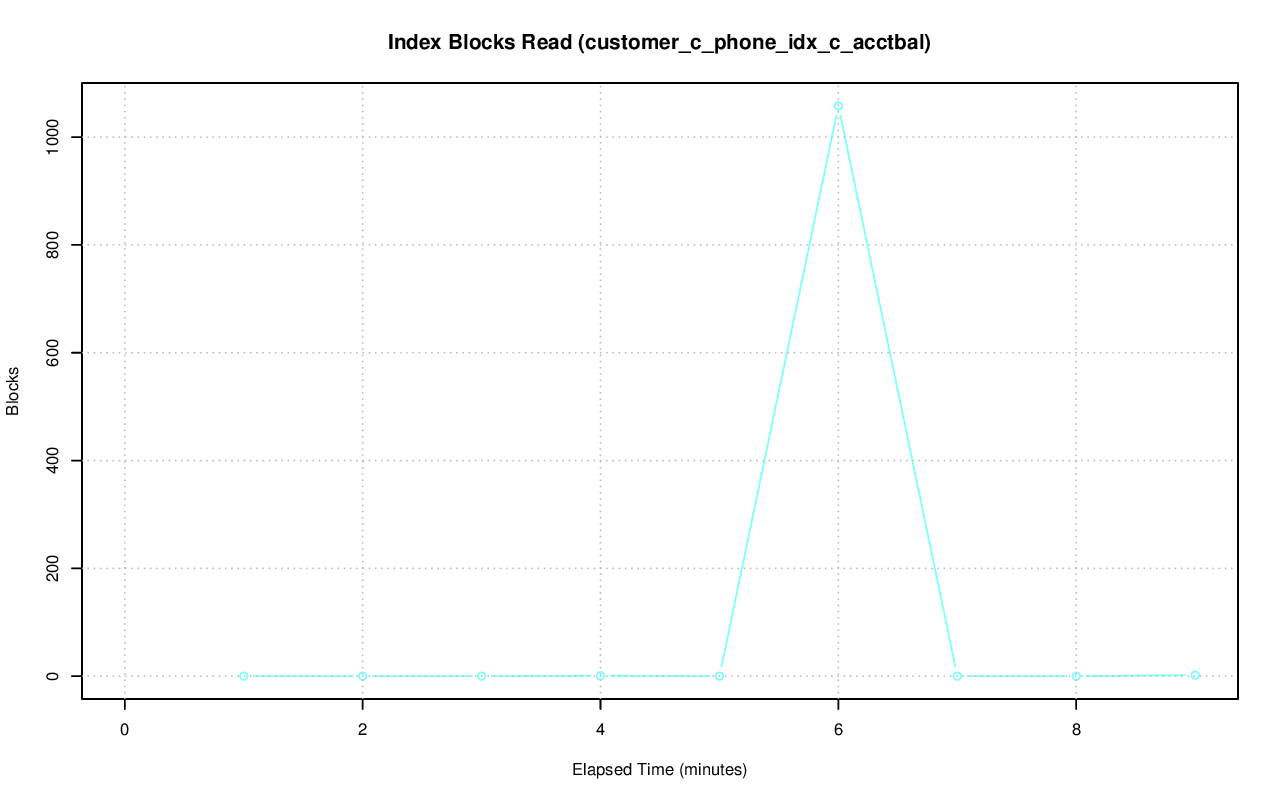 Index Blocks Read (customer_c_phone_idx_c_acctbal)
Blocks
1000
800
600
400
200
0
0 2 4 6 8
Elapsed Time (minutes)